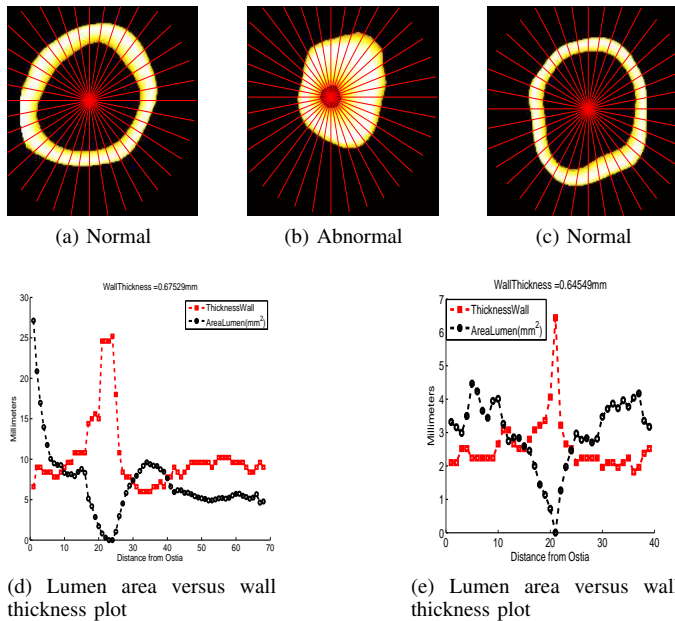 (a) Normal
(b) Abnormal
(c) Normal
WallThickness =0.67529mm
30
25
20
15
10
5
0
Millimeters
ThicknessWall
AreaLumen(mm²)
0 10 20 30 40 50 60 70
Distance from Ostia
WallThickness =0.64549mm
7
6
5
4
3
2
1
0
Millimeters
ThicknessWall
AreaLumen(mm²)
0 10 20 30 40
Distance from Ostia
(d) Lumen area versus wall
thickness plot
(e) Lumen area versus wall
thickness plot